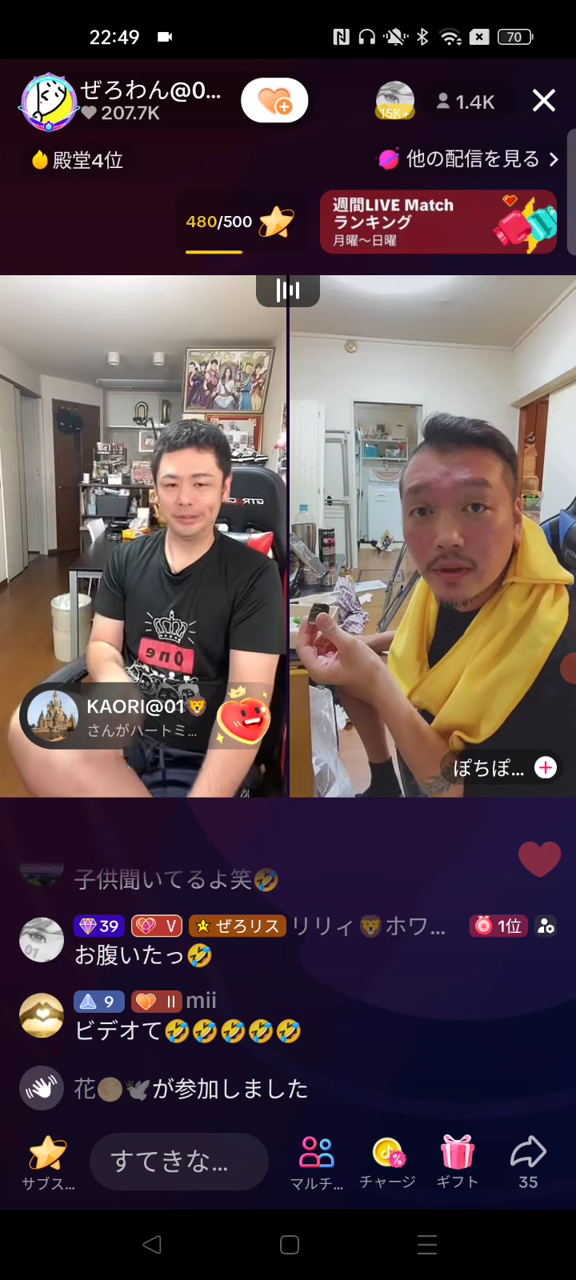 22:49
70
ぜろわん@0...
207.7K
15K+
1.4K
殿堂4位
他の配信を見る
480/500
週間LIVE Match
ランキング
月曜〜日曜
One
KAORI@01🦁
さんがハートミ...
ぽちぽ...
子供聞いてるよ笑🤣
39 V ぜろリス リリィ🦁ホワ... 1位
01
お腹いたっ🤣
9 II mii
ビデオて🤣🤣🤣🤣🤣
花🌕🕊️が参加しました
すてきな...
サブス...
マルチ...
チャージ
ギフト
35